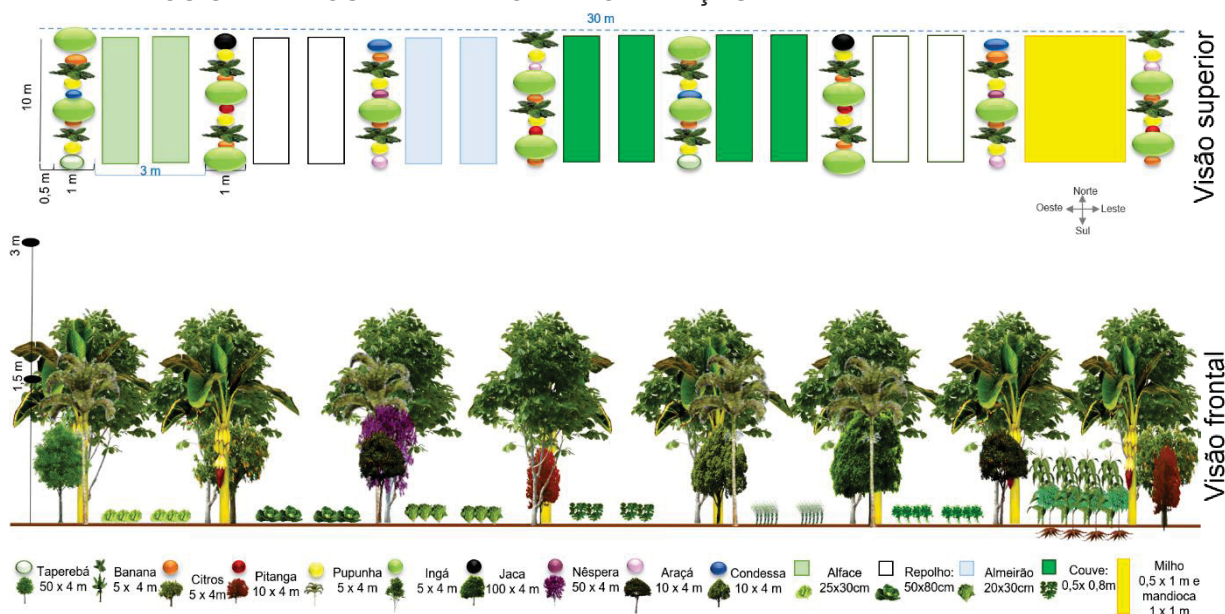 30 m
10 m
0,5 m
1 m
3 m
1 m
Visão superior
Norte
Oeste
Leste
Sul
3 m
1,5 m
Visão frontal
Taperebá
50 x 4 m
Banana
5 x 4 m
Citros
5 x 4m
Pitanga
10 x 4 m
Pupunha
5 x 4 m
Ingá
5 x 4 m
Jaca
100 x 4 m
Nêspera
50 x 4 m
Araçá
10 x 4 m
Condessa
10 x 4 m
Alface
25x30cm
Repolho:
50x80cm
Almeirão
20x30cm
Couve:
0,5x 0,8m
Milho
0,5 x 1 m e
mandioca
1 x 1 m